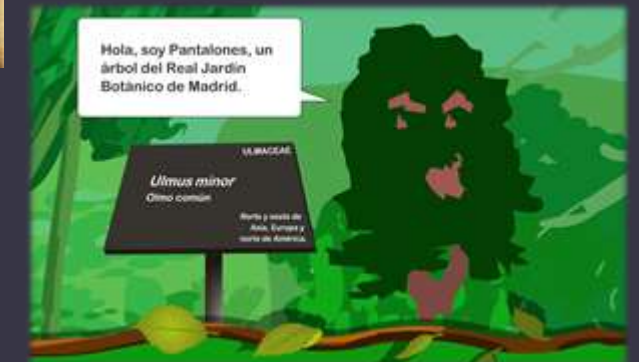 Hola, soy Pantalones, un
árbol del Real Jardín
Botánico de Madrid.
ULMACEAE
Ulmus minor
Olmo común
Norte y oeste de
Asia, Europa y
norte de América.